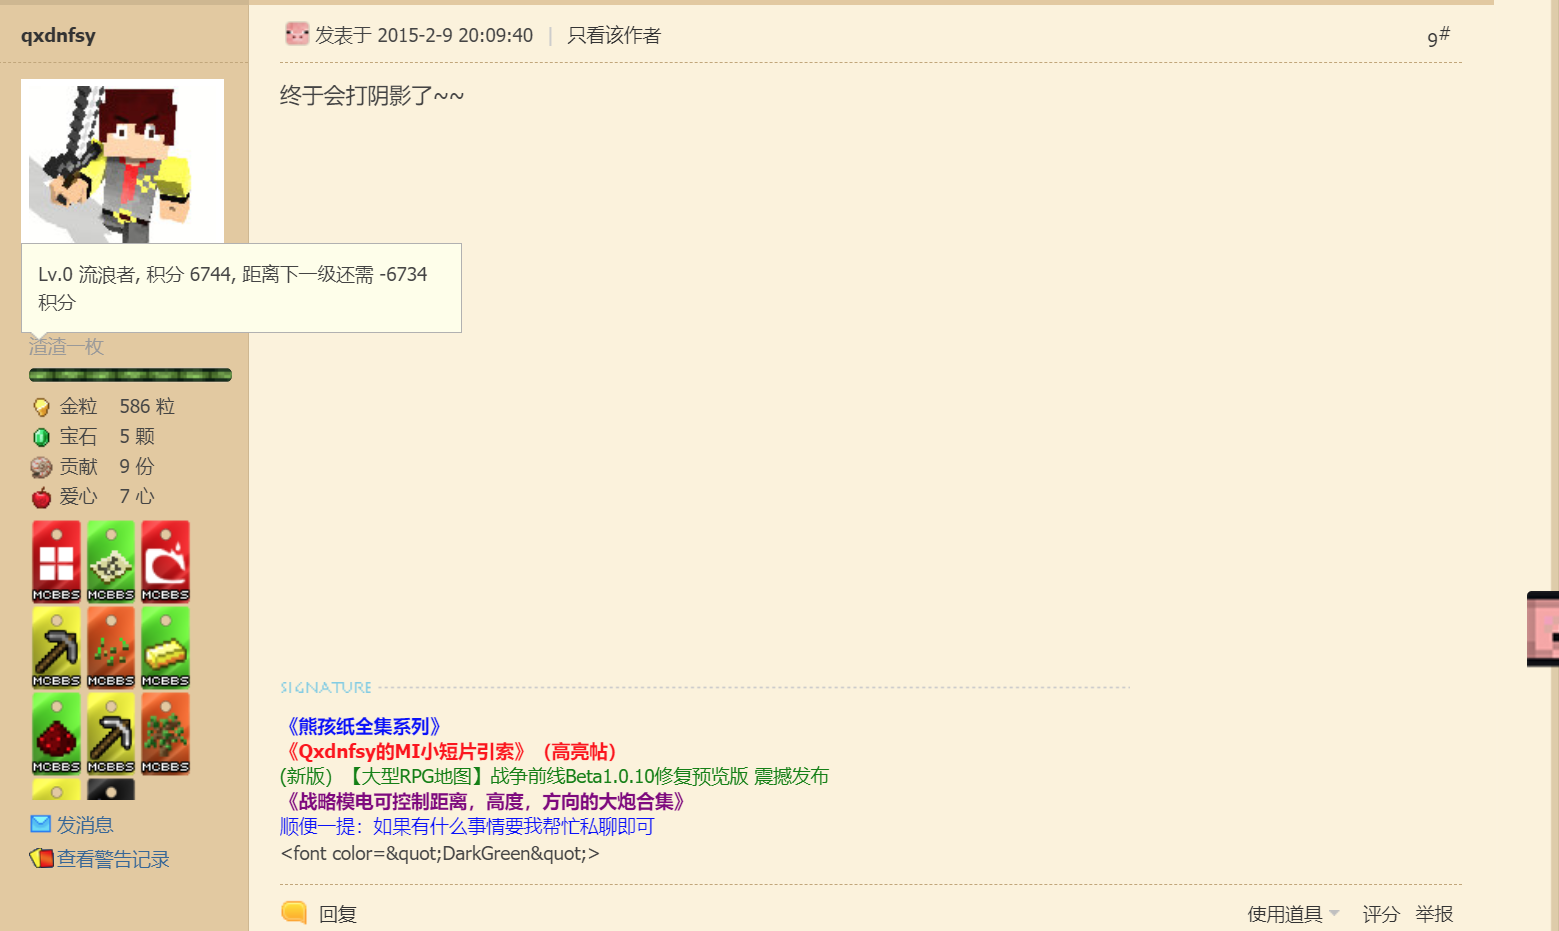 qxdnfsy
发表于 2015-2-9 20:09:40 | 只看该作者
9#
终于会打阴影了~~
Lv.0 流浪者, 积分 6744, 距离下一级还需 -6734
积分
渣渣一枚
金粒 586 粒
宝石 5 颗
贡献 9 份
爱心 7 心
MCBBS MCBBS MCBBS
MCBBS MCBBS MCBBS
MCBBS MCBBS MCBBS
发消息
查看警告记录
SIGNATURE
《熊孩纸全集系列》
《Qxdnfsy的MI小短片引索》（高亮帖）
(新版) 【大型RPG地图】战争前线Beta1.0.10修复预览版 震撼发布
《战略模电可控制距离，高度，方向的大炮合集》
顺便一提：如果有什么事情要我帮忙私聊即可
<font color=&quot;DarkGreen&quot;>
回复
使用道具 评分 举报